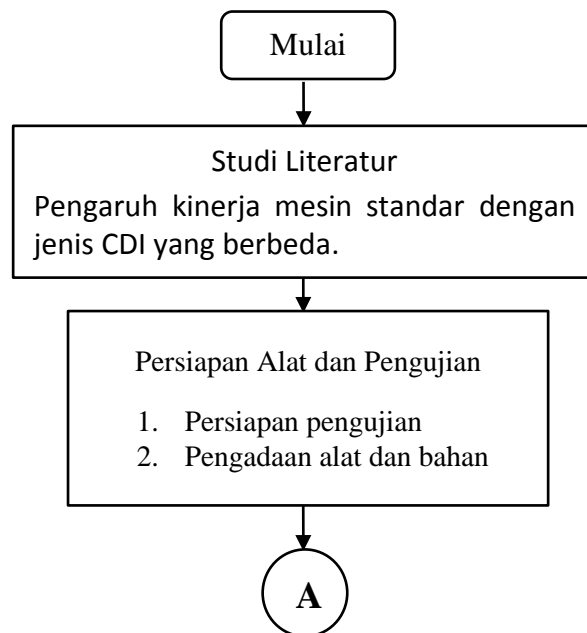 Mulai
Studi Literatur
Pengaruh kinerja mesin standar dengan
jenis CDI yang berbeda.
Persiapan Alat dan Pengujian
1. Persiapan pengujian
2. Pengadaan alat dan bahan
A